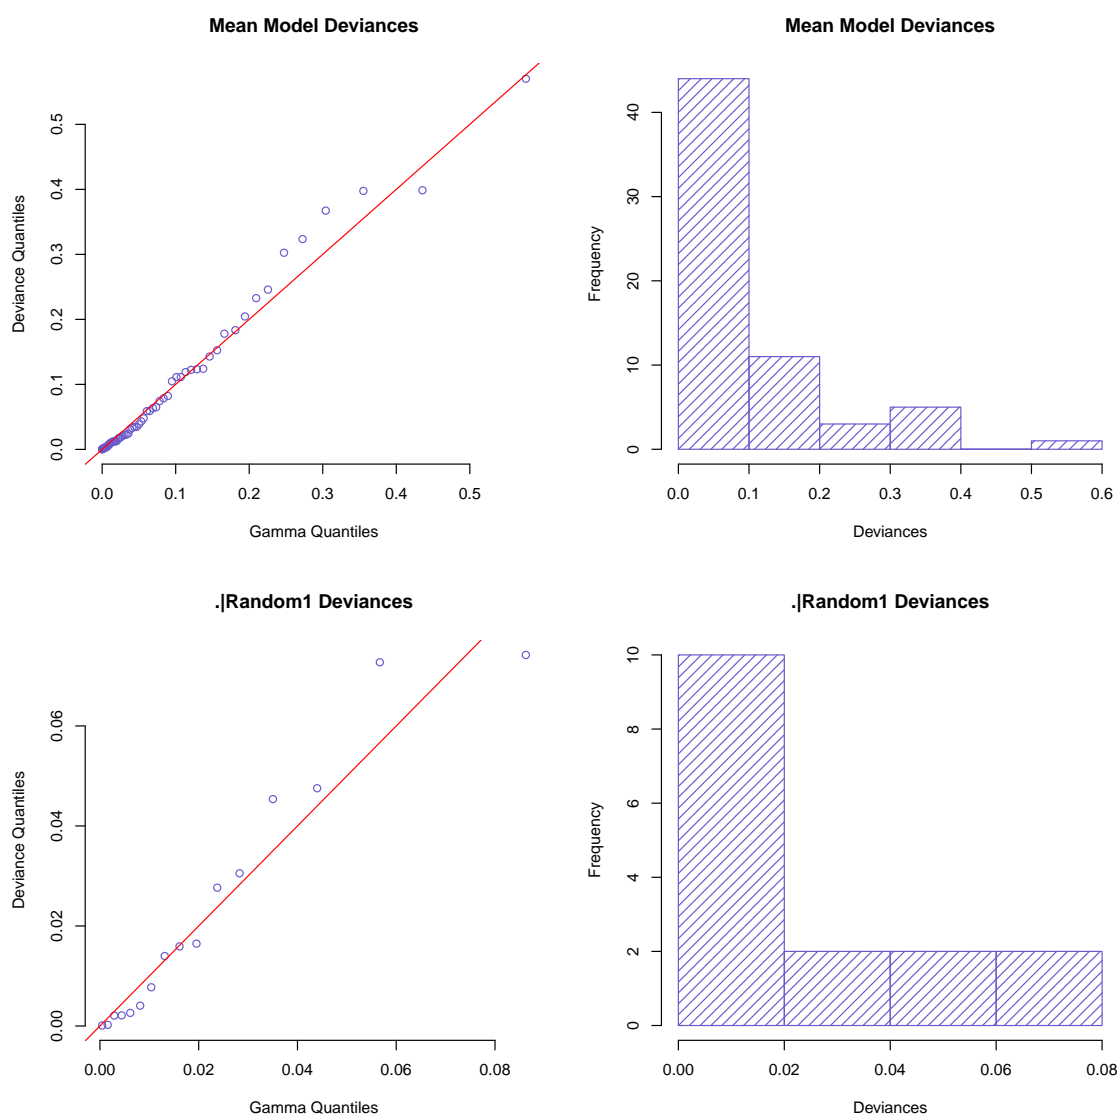 Mean Model Deviances
Deviance Quantiles
0.0 0.1 0.2 0.3 0.4 0.5
0.0 0.1 0.2 0.3 0.4 0.5
Gamma Quantiles
Mean Model Deviances
Frequency
0 10 20 30 40
0.0 0.1 0.2 0.3 0.4 0.5 0.6
Deviances
.|Random1 Deviances
Deviance Quantiles
0.00 0.02 0.04 0.06
0.00 0.02 0.04 0.06 0.08
Gamma Quantiles
.|Random1 Deviances
Frequency
0 2 4 6 8 10
0.00 0.02 0.04 0.06 0.08
Deviances